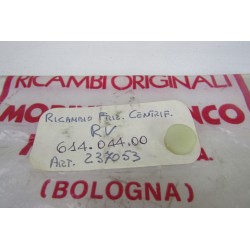 RICAMBI ORIGINALI
RICAMBIO FRIZ. CENTRIF.
RV
614.044.00
ART. 237053
(BOLOGNA)